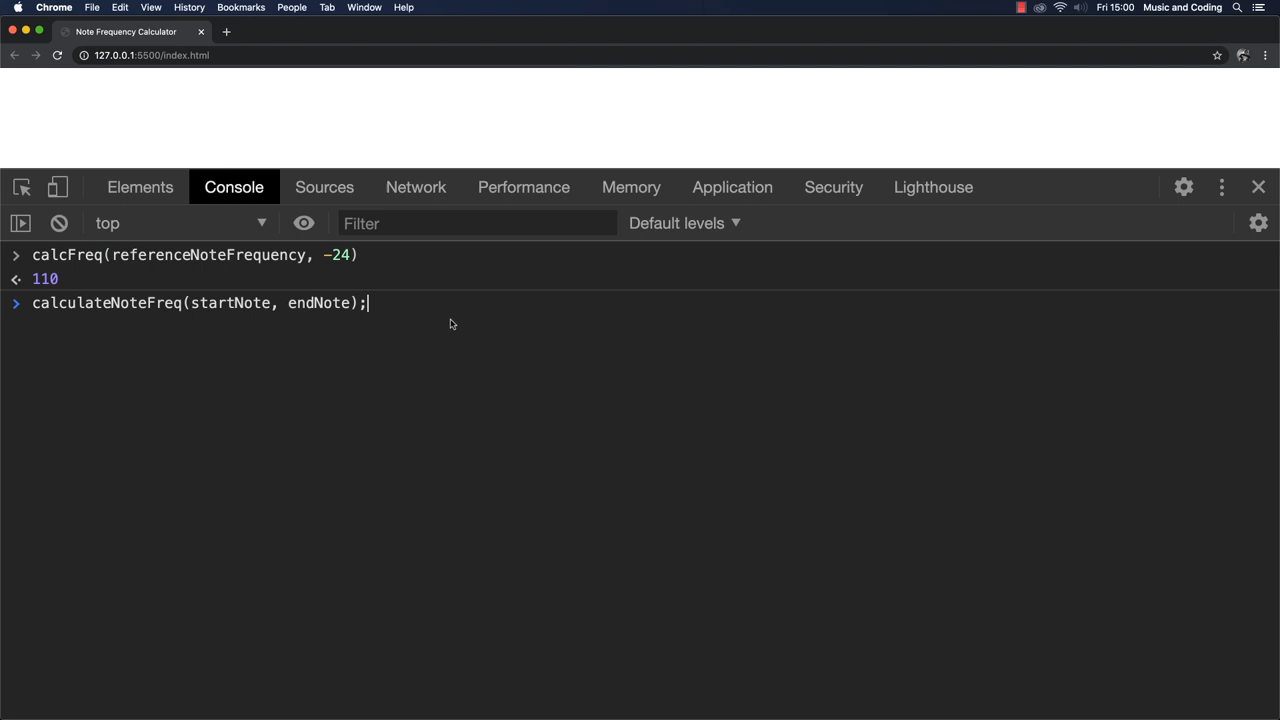 Chrome File Edit View History Bookmarks People Tab Window Help Fri 15:00 Music and Coding
Note Frequency Calculator
127.0.0.1:5500/index.html
Elements Console Sources Network Performance Memory Application Security Lighthouse
top Filter Default levels
calcFreq(referenceNoteFrequency, -24)
110
calculateNoteFreq(startNote, endNote);